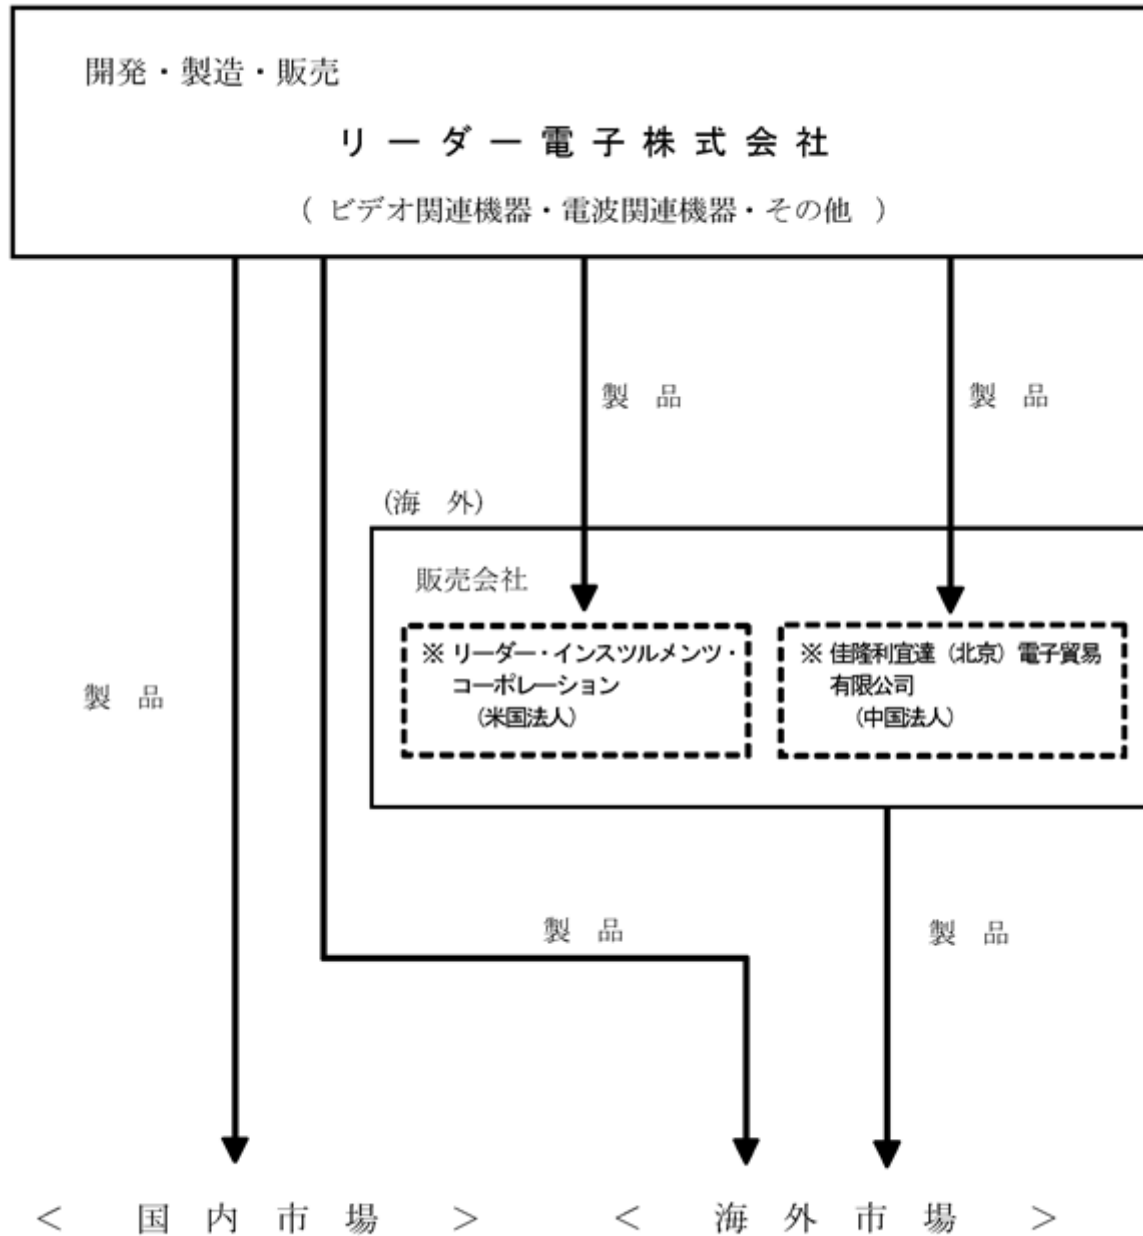 開発・製造・販売
リーダー電子株式会社
( ビデオ関連機器・電波関連機器・その他 )
製 品
製 品
(海 外)
販売会社
※ リーダー・インスツルメンツ・
コーポレーション
(米国法人)
※ 佳隆利宜達（北京）電子貿易
有限公司
(中国法人)
製 品
製 品
製 品
＜ 国 内 市 場 ＞
＜ 海 外 市 場 ＞